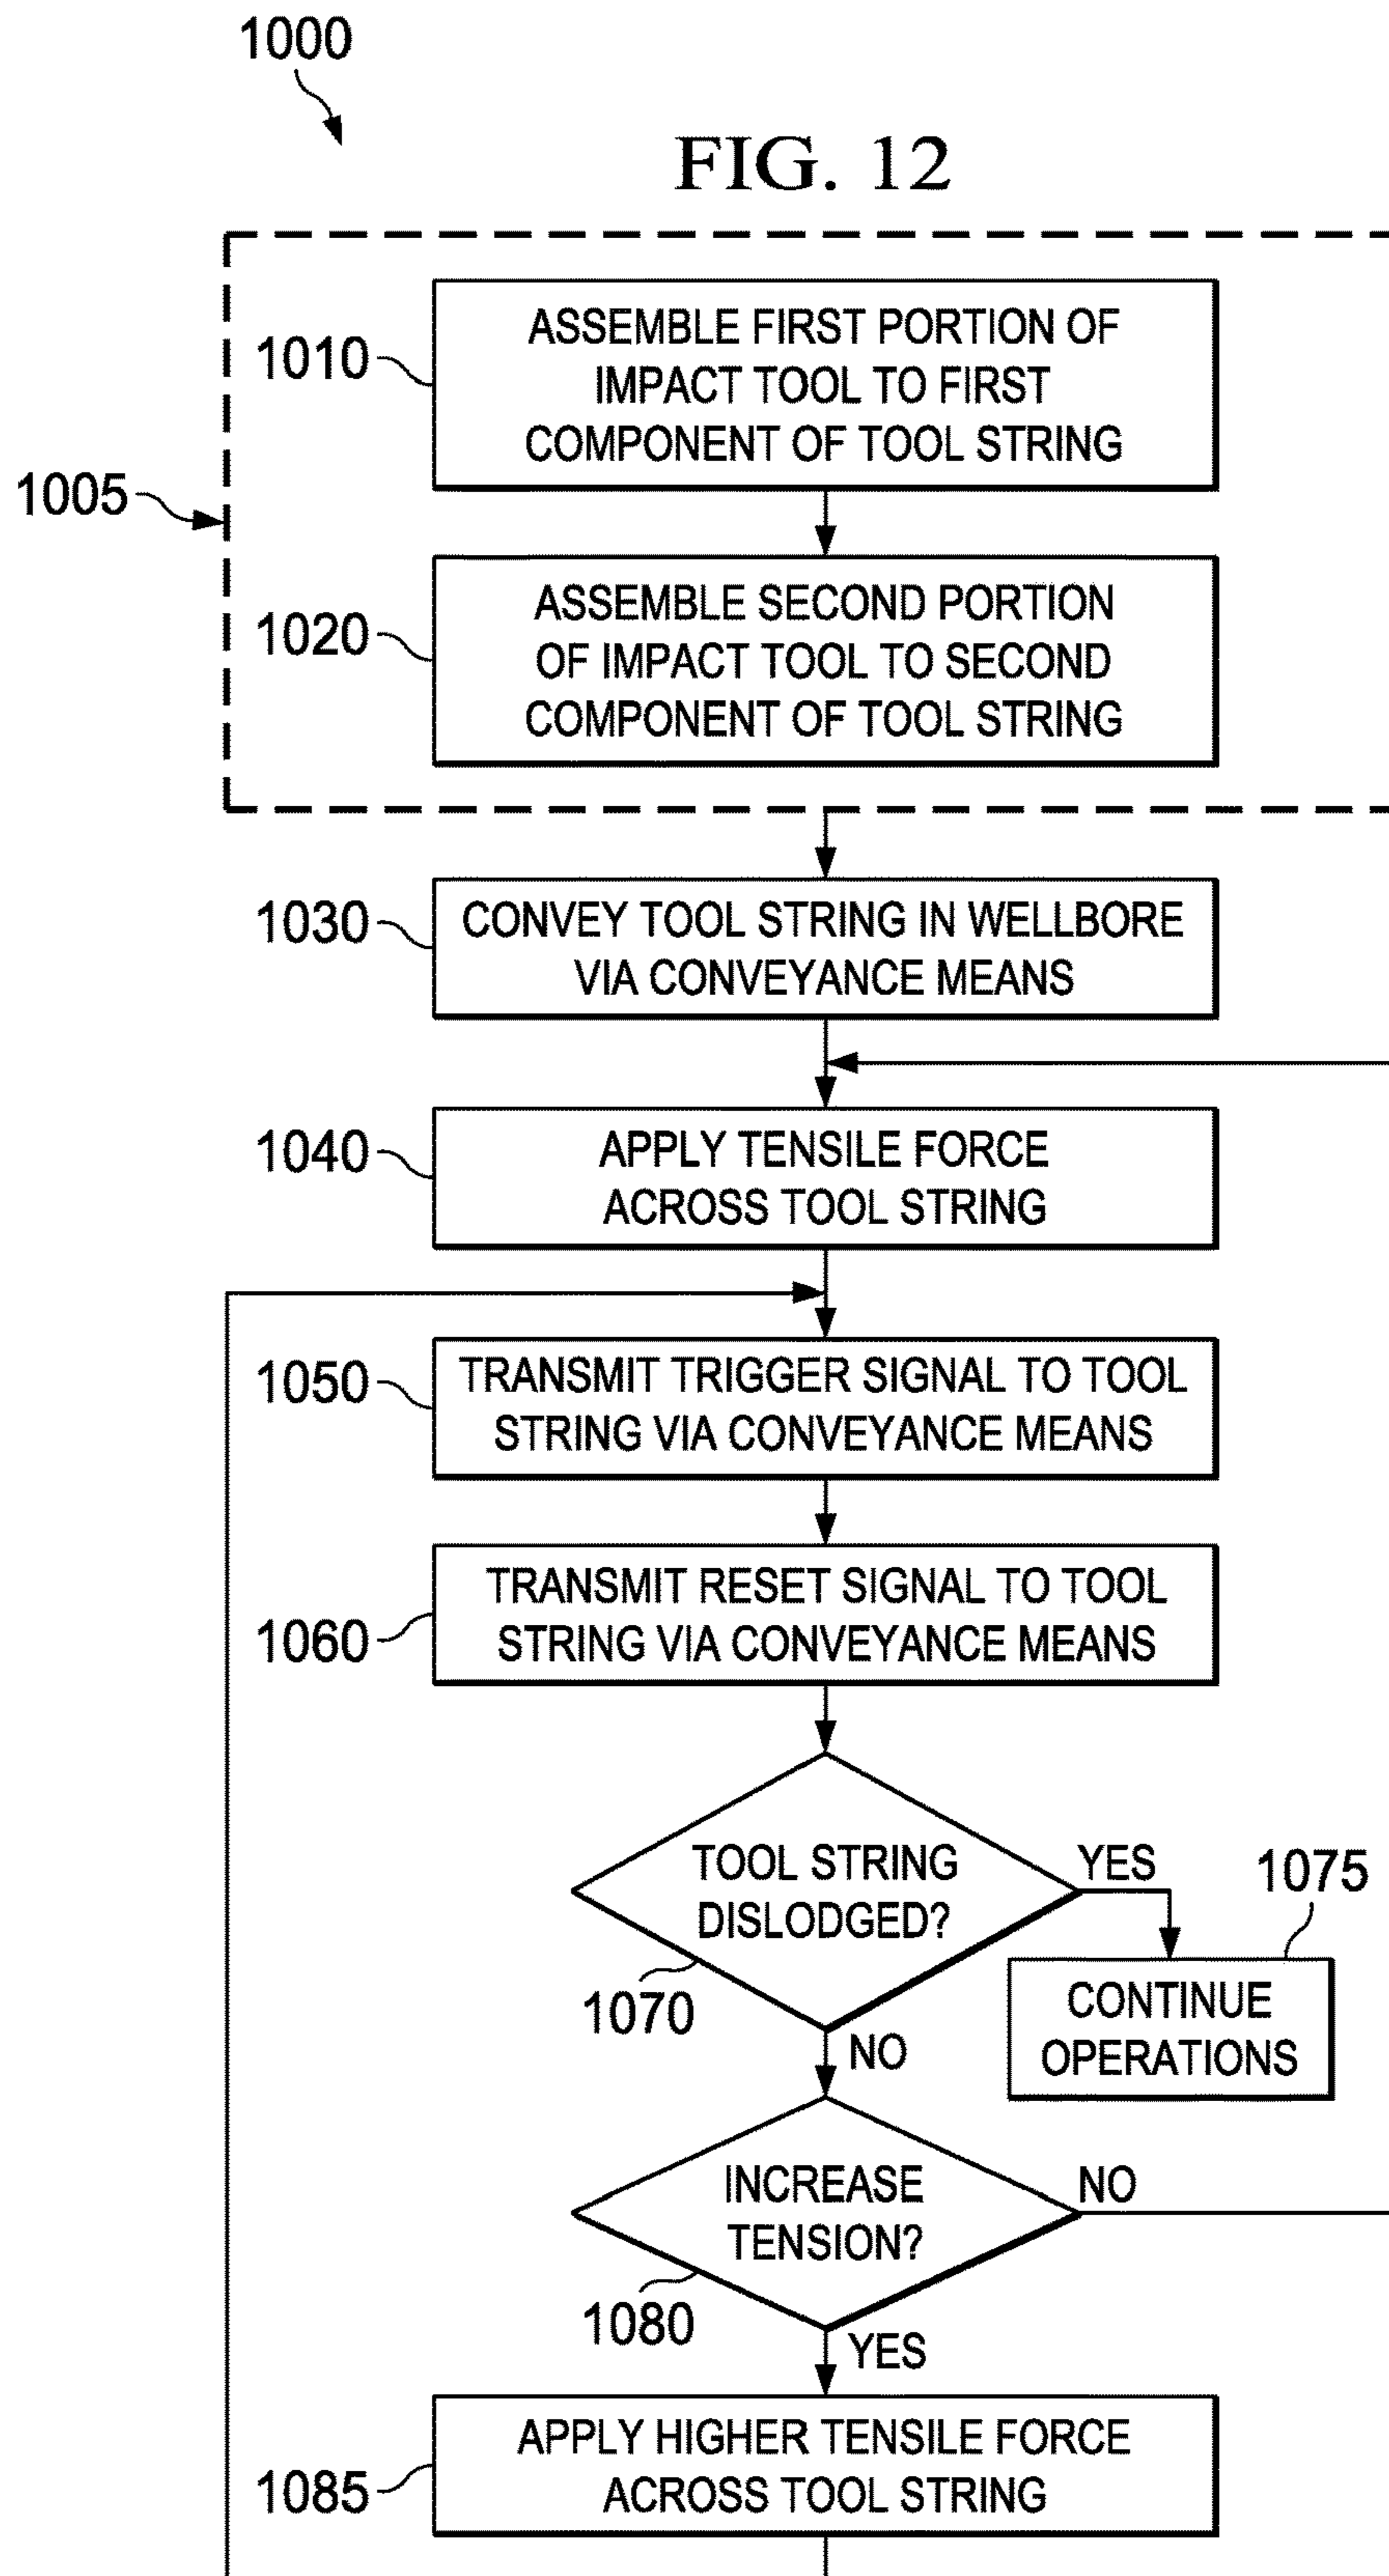 1000
FIG. 12
1005
1010
ASSEMBLE FIRST PORTION OF
IMPACT TOOL TO FIRST
COMPONENT OF TOOL STRING
1020
ASSEMBLE SECOND PORTION
OF IMPACT TOOL TO SECOND
COMPONENT OF TOOL STRING
1030
CONVEY TOOL STRING IN WELLBORE
VIA CONVEYANCE MEANS
1040
APPLY TENSILE FORCE
ACROSS TOOL STRING
1050
TRANSMIT TRIGGER SIGNAL TO TOOL
STRING VIA CONVEYANCE MEANS
1060
TRANSMIT RESET SIGNAL TO TOOL
STRING VIA CONVEYANCE MEANS
TOOL STRING
DISLODGED?
1070
YES
1075
CONTINUE
OPERATIONS
NO
INCREASE
TENSION?
1080
NO
YES
1085
APPLY HIGHER TENSILE FORCE
ACROSS TOOL STRING